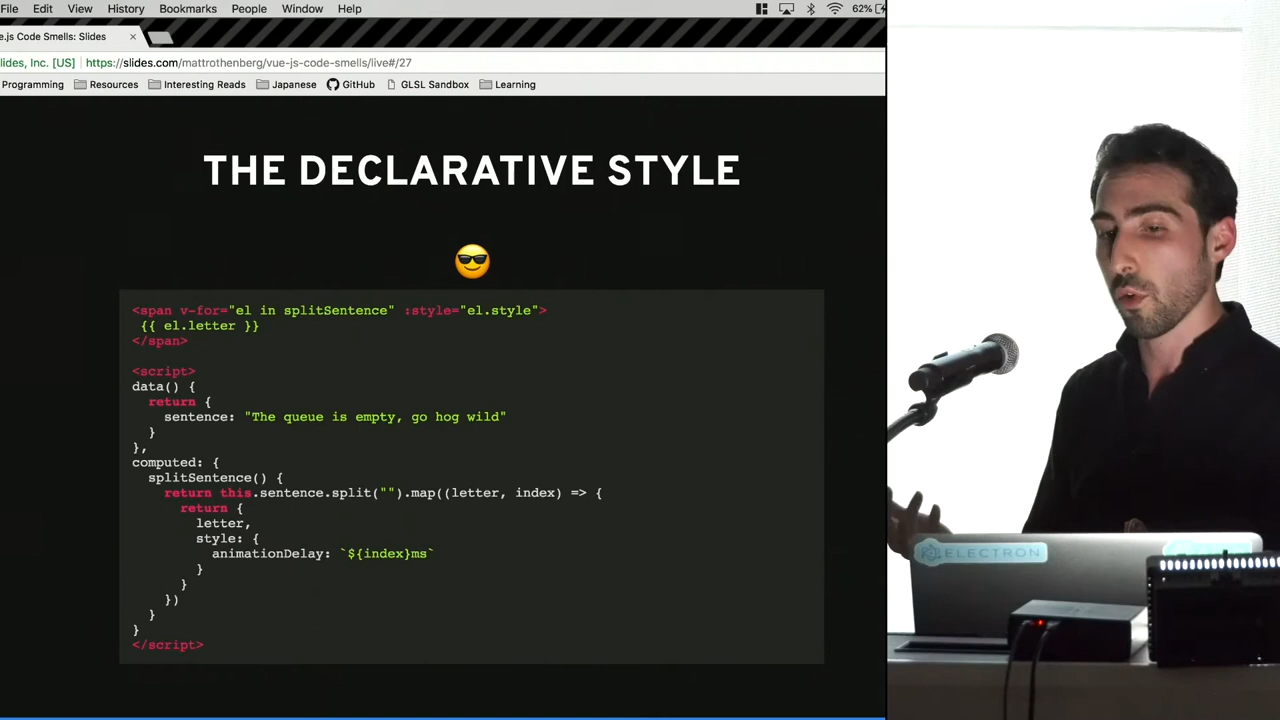 File Edit View History Bookmarks People Window Help 62%
e.js Code Smells: Slides ×
lides, Inc. [US] https://slides.com/mattrothenberg/vue-js-code-smells/live#/27
Programming Resources Interesting Reads Japanese GitHub GLSL Sandbox Learning
THE DECLARATIVE STYLE
<span v-for="el in splitSentence" :style="el.style">
{{ el.letter }}
</span>
<script>
data() {
return {
sentence: "The queue is empty, go hog wild"
}
},
computed: {
splitSentence() {
return this.sentence.split("").map((letter, index) => {
return {
letter,
style: {
animationDelay: `${index}ms`
}
}
})
}
}
</script>
ELECTRON